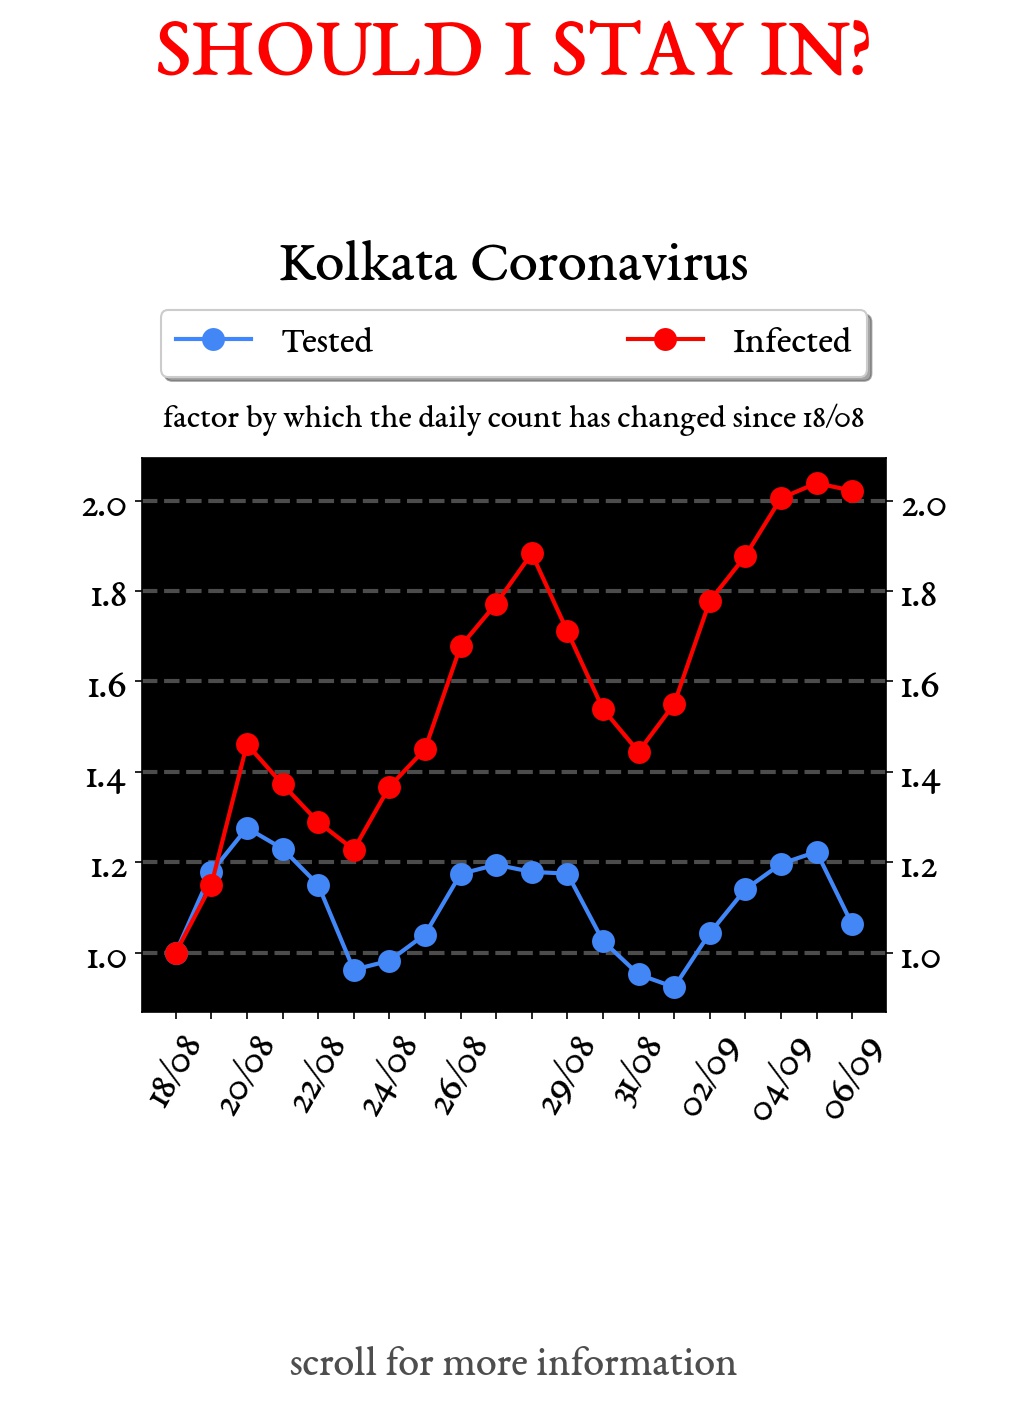 SHOULD I STAY IN?
Kolkata Coronavirus
Tested Infected
factor by which the daily count has changed since 18/08
2.0 2.0
1.8 1.8
1.6 1.6
1.4 1.4
1.2 1.2
1.0 1.0
18/08 20/08 22/08 24/08 26/08 29/08 31/08 02/09 04/09 06/09
scroll for more information